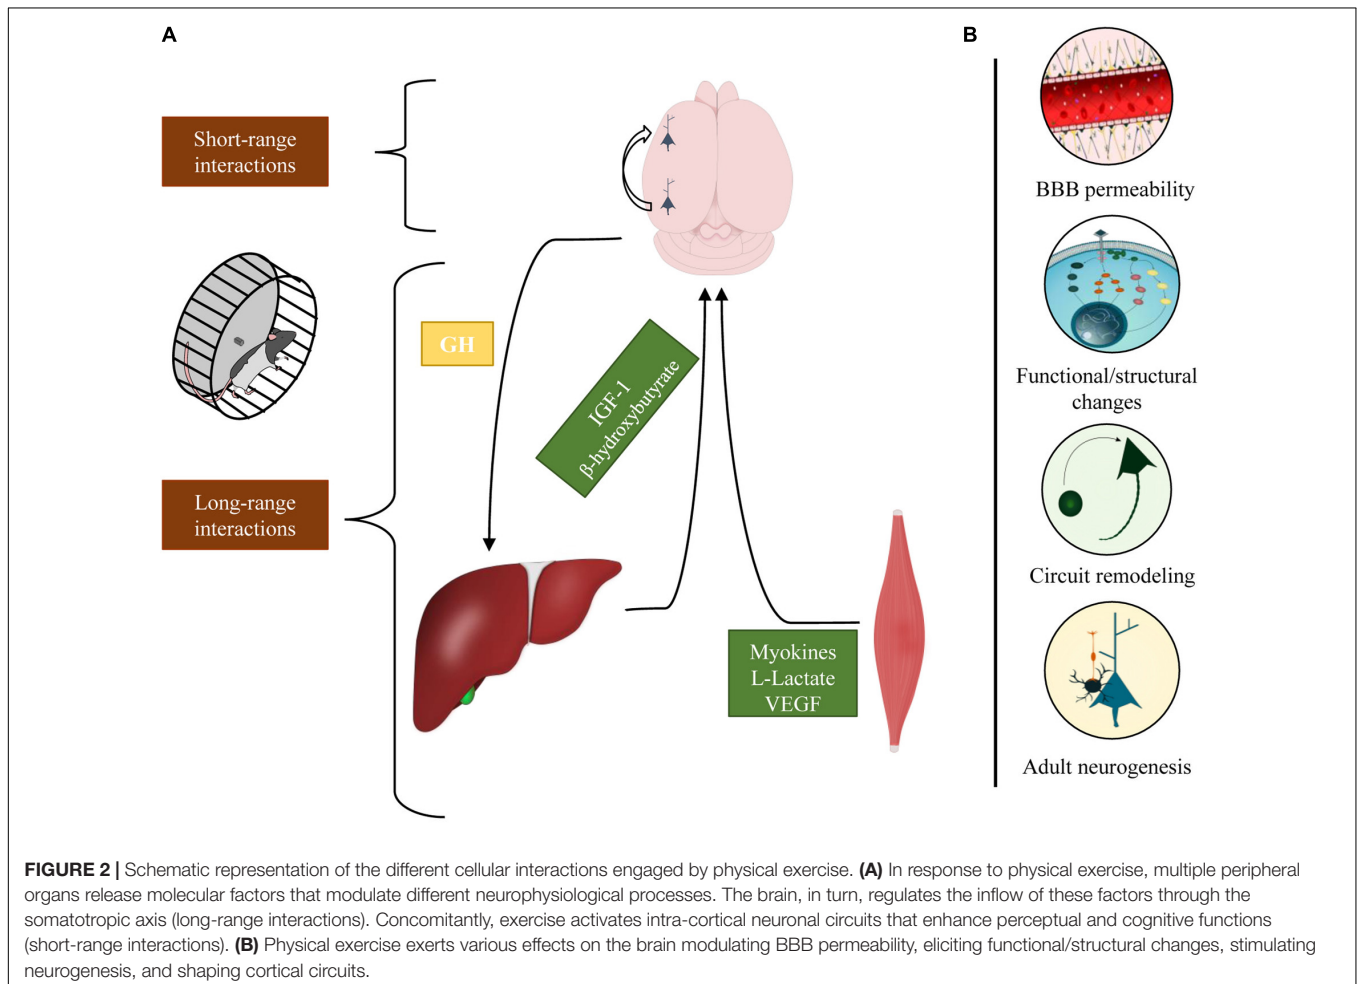 A
B
Short-range
interactions
BBB permeability
GH
IGF-1
β-hydroxybutyrate
Functional/structural
changes
Long-range
interactions
Circuit remodeling
Myokines
L-Lactate
VEGF
Adult neurogenesis
FIGURE 2 | Schematic representation of the different cellular interactions engaged by physical exercise. (A) In response to physical exercise, multiple peripheral
organs release molecular factors that modulate different neurophysiological processes. The brain, in turn, regulates the inflow of these factors through the
somatotropic axis (long-range interactions). Concomitantly, exercise activates intra-cortical neuronal circuits that enhance perceptual and cognitive functions
(short-range interactions). (B) Physical exercise exerts various effects on the brain modulating BBB permeability, eliciting functional/structural changes, stimulating
neurogenesis, and shaping cortical circuits.